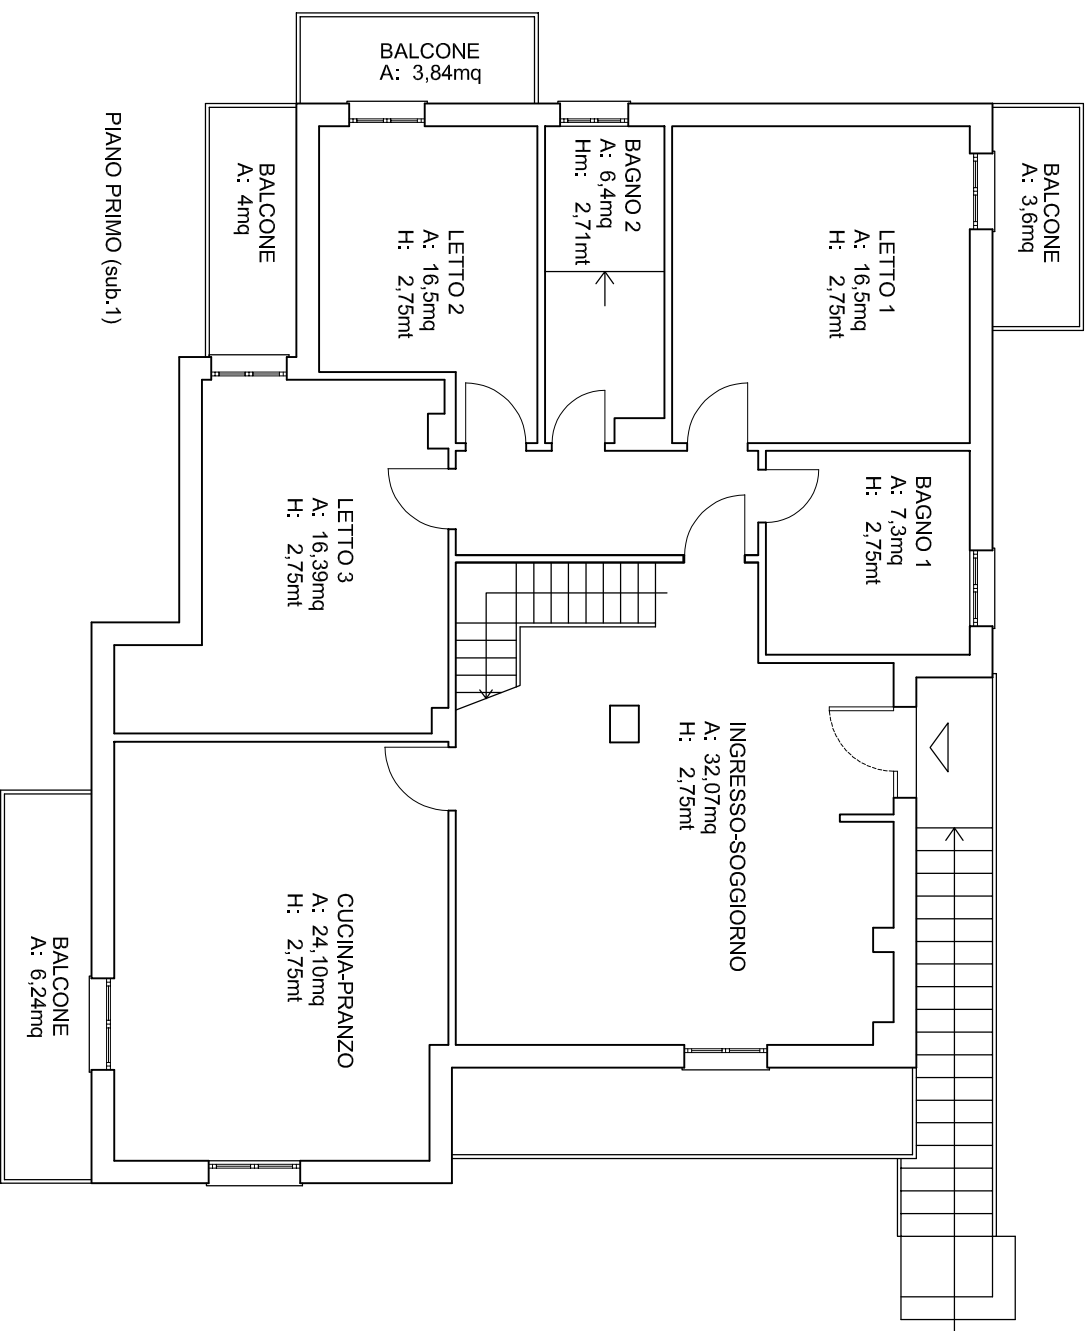 BALCONE
A: 3,84mq
BALCONE
A: 3,6mq
BALCONE
A: 4mq
PIANO PRIMO (sub.1)
BAGNO 2
A: 6,4mq
Hm: 2,71mt
LETTO 1
A: 16,5mq
H: 2,75mt
LETTO 2
A: 16,5mq
H: 2,75mt
BAGNO 1
A: 7,3mq
H: 2,75mt
LETTO 3
A: 16,39mq
H: 2,75mt
INGRESSO-SOGGIORNO
A: 32,07mq
H: 2,75mt
CUCINA-PRANZO
A: 24,10mq
H: 2,75mt
BALCONE
A: 6,24mq